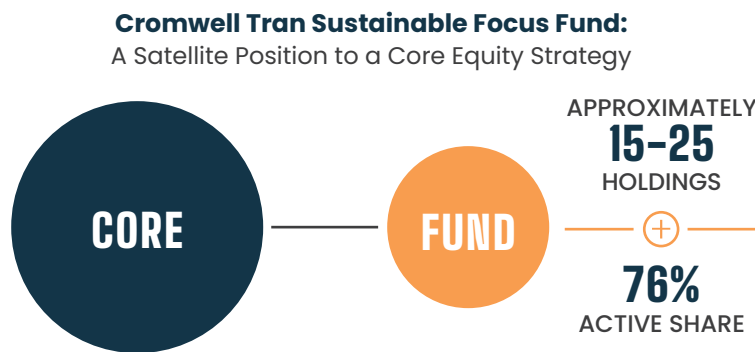 Cromwell Tran Sustainable Focus Fund:
A Satellite Position to a Core Equity Strategy
CORE
FUND
APPROXIMATELY
15-25
HOLDINGS
76%
ACTIVE SHARE